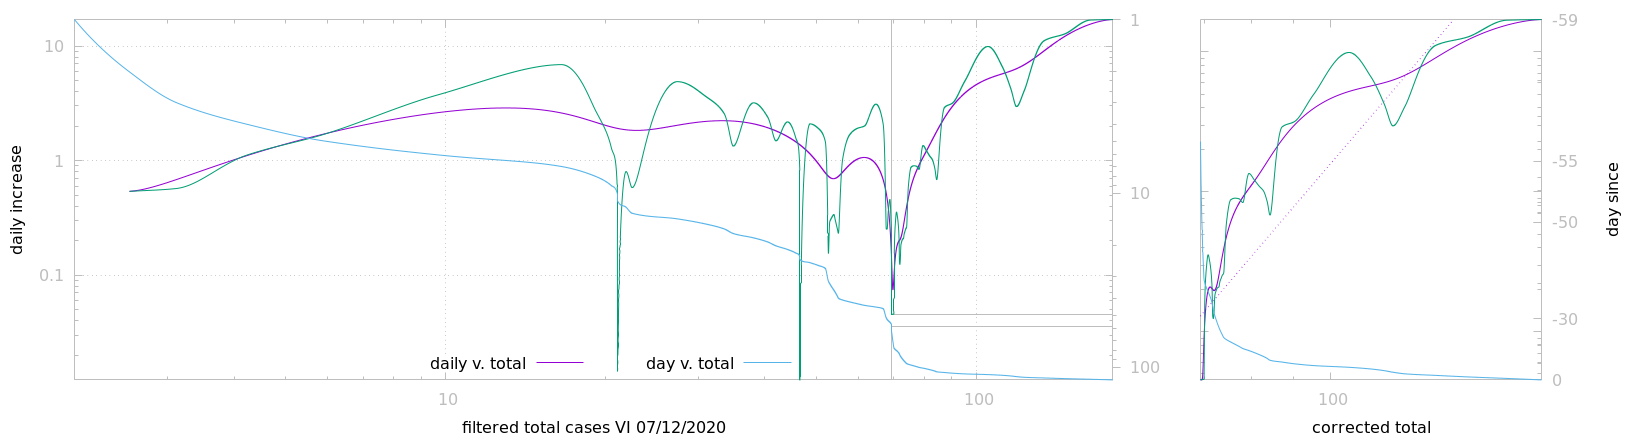 10
1
0.1
daily increase
10
100
filtered total cases VI 07/12/2020
daily v. total
day v. total
1
10
100
-59
-55
-50
-30
0
day since
100
corrected total